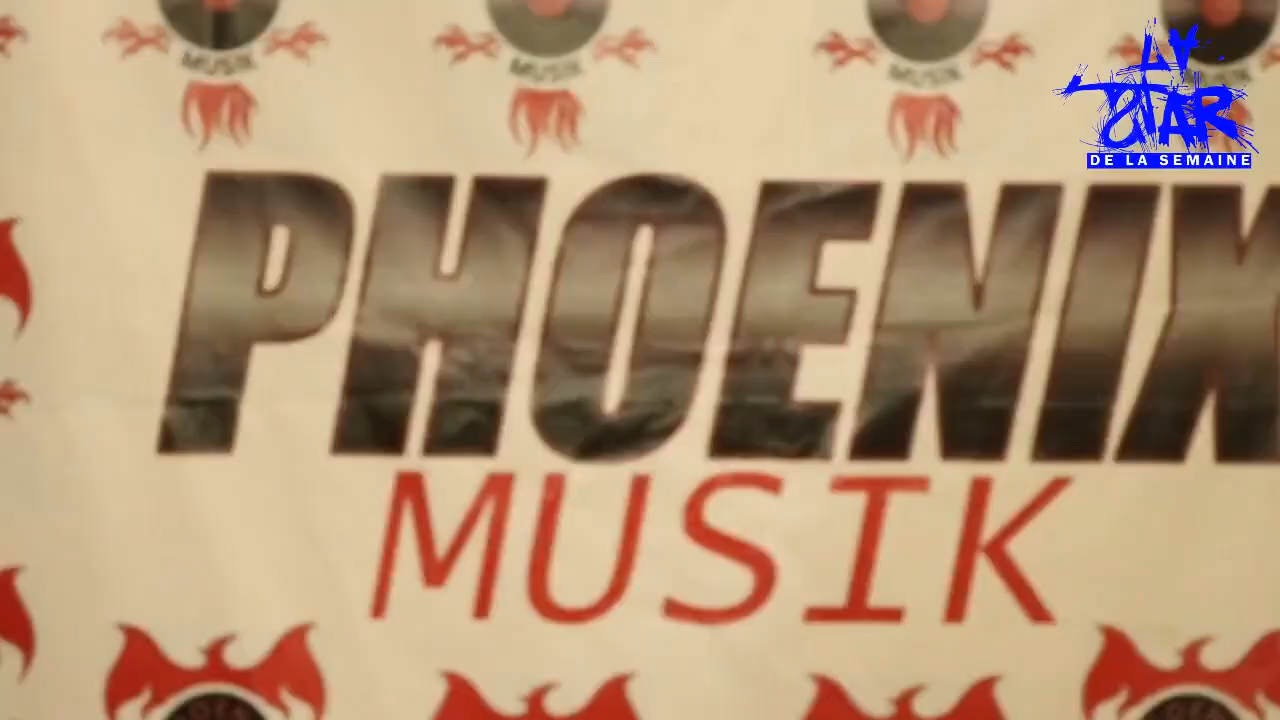 MUSIK MUSIK MUSIK
LA
STAR
DE LA SEMAINE
PHOENIX
MUSIK